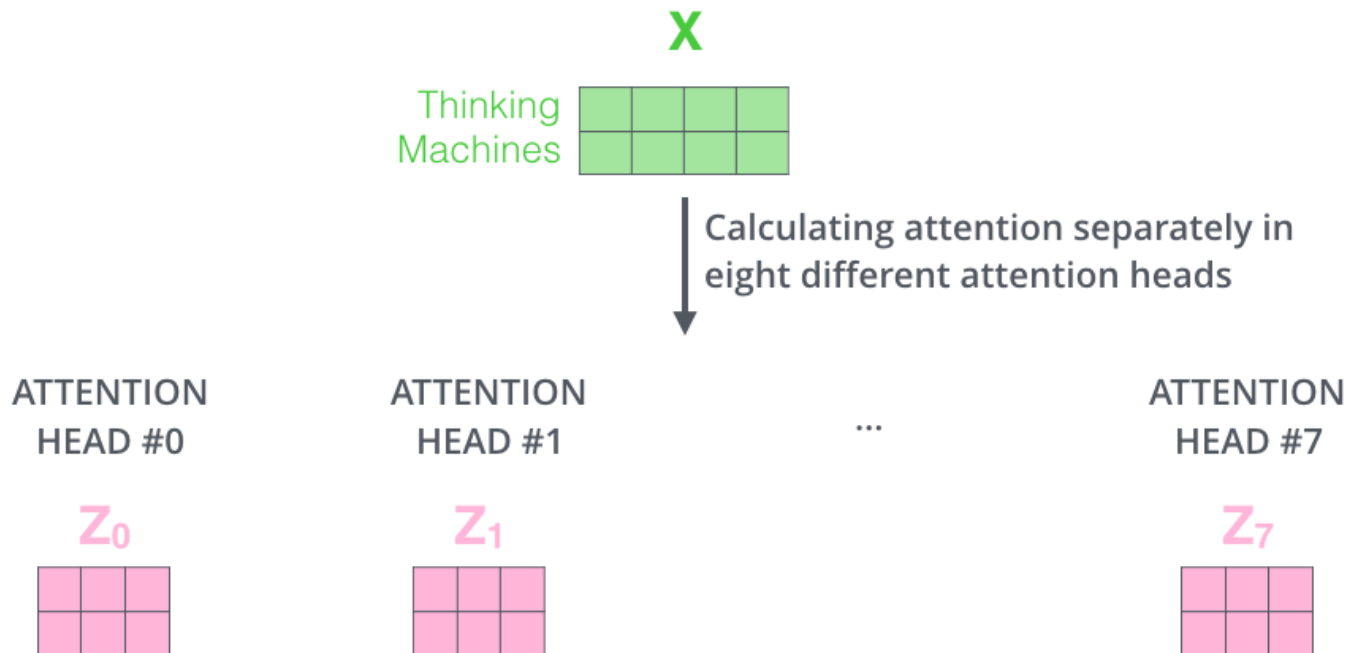 X
Thinking
Machines
Calculating attention separately in
eight different attention heads
ATTENTION
HEAD #0
ATTENTION
HEAD #1
...
ATTENTION
HEAD #7
Z0
Z1
Z7